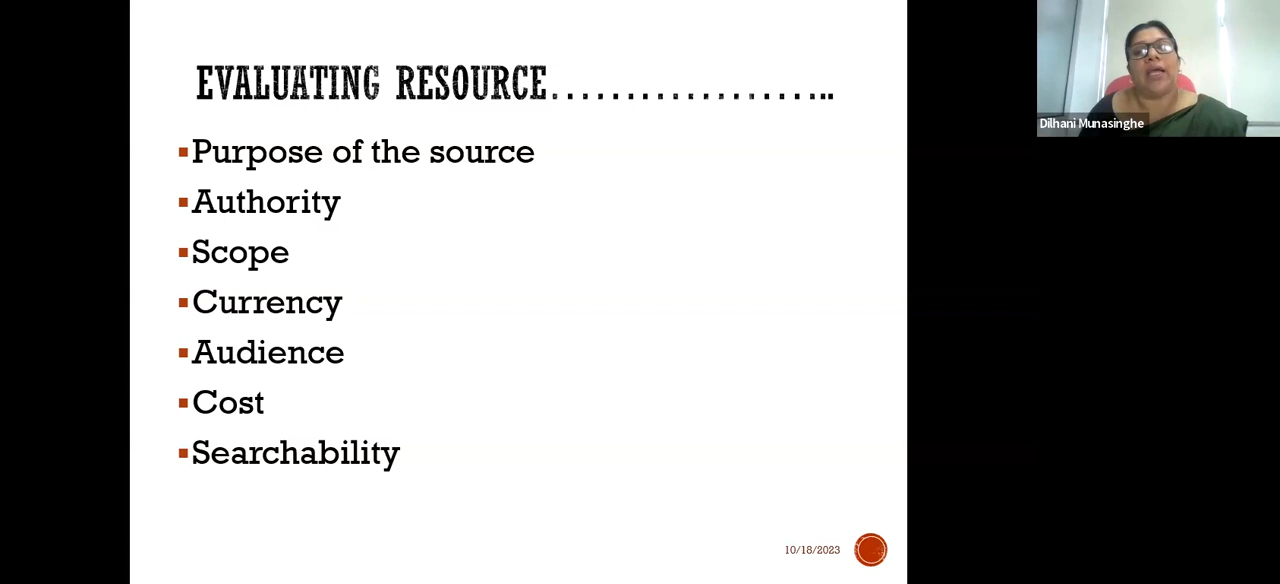 EVALUATING RESOURCE………………..
Purpose of the source
Authority
Scope
Currency
Audience
Cost
Searchability
10/18/2023
Dilhani Munasinghe